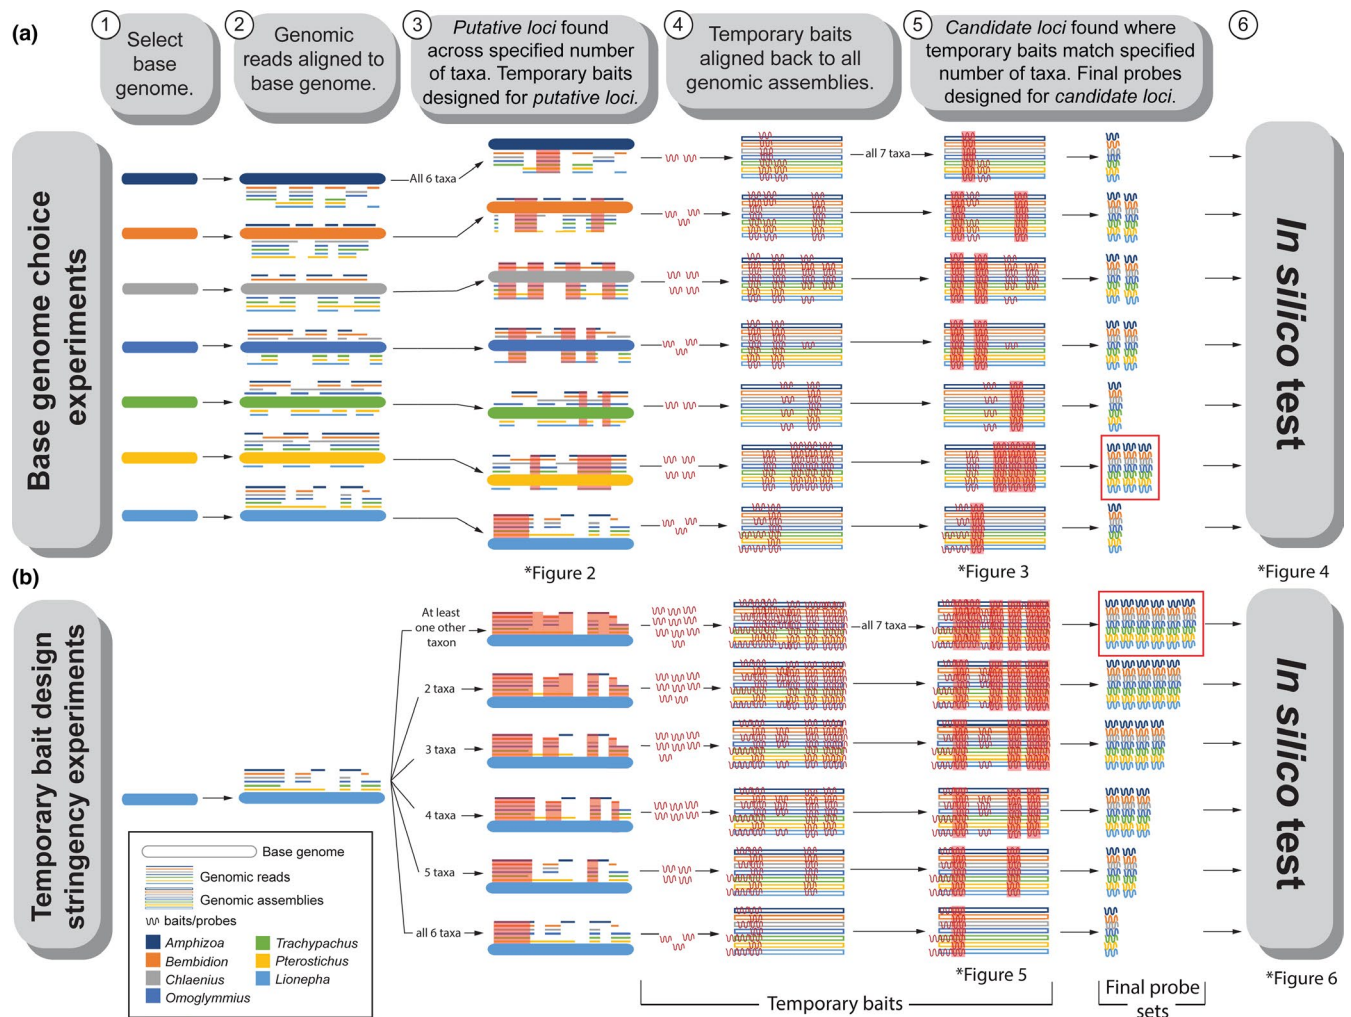 (a)
1
Select
base
genome.
2
Genomic
reads aligned to
base genome.
3
Putative loci found
across specified number
of taxa. Temporary baits
designed for putative loci.
4
Temporary baits
aligned back to all
genomic assemblies.
5
Candidate loci found where
temporary baits match specified
number of taxa. Final probes
designed for candidate loci.
6
Base genome choice
experiments
All 6 taxa
all 7 taxa
In silico test
*Figure 2
*Figure 3
*Figure 4
(b)
Temporary bait design
stringency experiments
At least
one other
taxon
2 taxa
3 taxa
4 taxa
5 taxa
all 6 taxa
all 7 taxa
In silico test
Base genome
Genomic reads
Genomic assemblies
baits/probes
Amphizoa
Bembidion
Chlaenius
Omoglymmius
Trachypachus
Pterostichus
Lionepha
*Figure 5
*Figure 6
Temporary baits
Final probe
sets